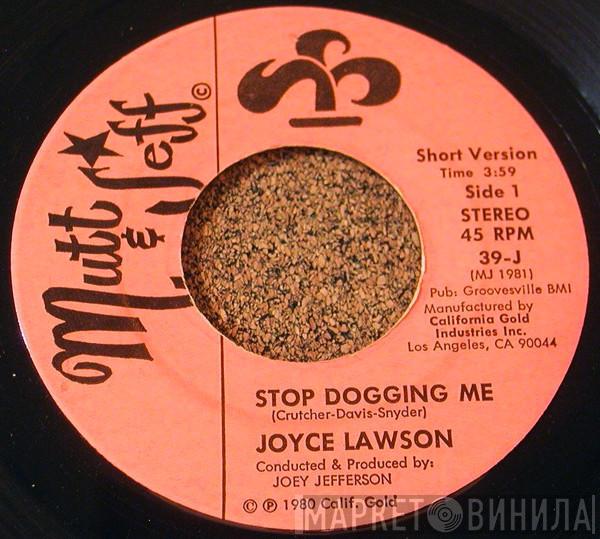 Mutt
& Jeff ©
Short Version
Time 3:59
Side 1
STEREO
45 RPM
39-J
(MJ 1981)
Pub: Groovesville BMI
Manufactured by
California Gold
Industries Inc.
Los Angeles, CA 90044
STOP DOGGING ME
(Crutcher-Davis-Snyder)
JOYCE LAWSON
Conducted & Produced by:
JOEY JEFFERSON
© ℗ 1980 Calif. Gold
МАРКЕТ ВИНИЛА